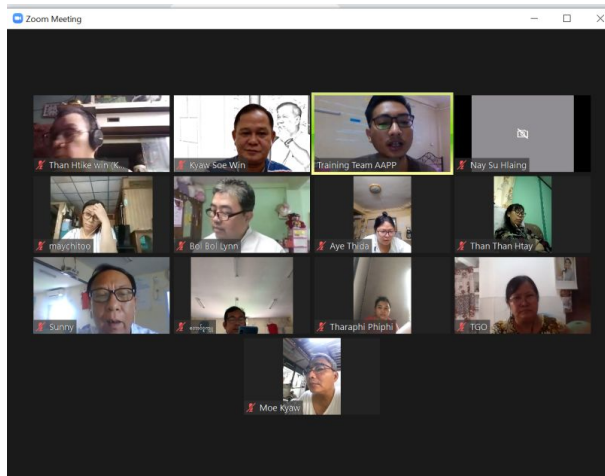 Zoom Meeting
Than Htike win (K...
Kyaw Soe Win
Training Team AAPP
Nay Su Hlaing
maychitoo
Boi Boi Lynn
Aye Thida
Than Than Htay
Sunny
Tharaphi Phiphi
TGO
Moe Kyaw